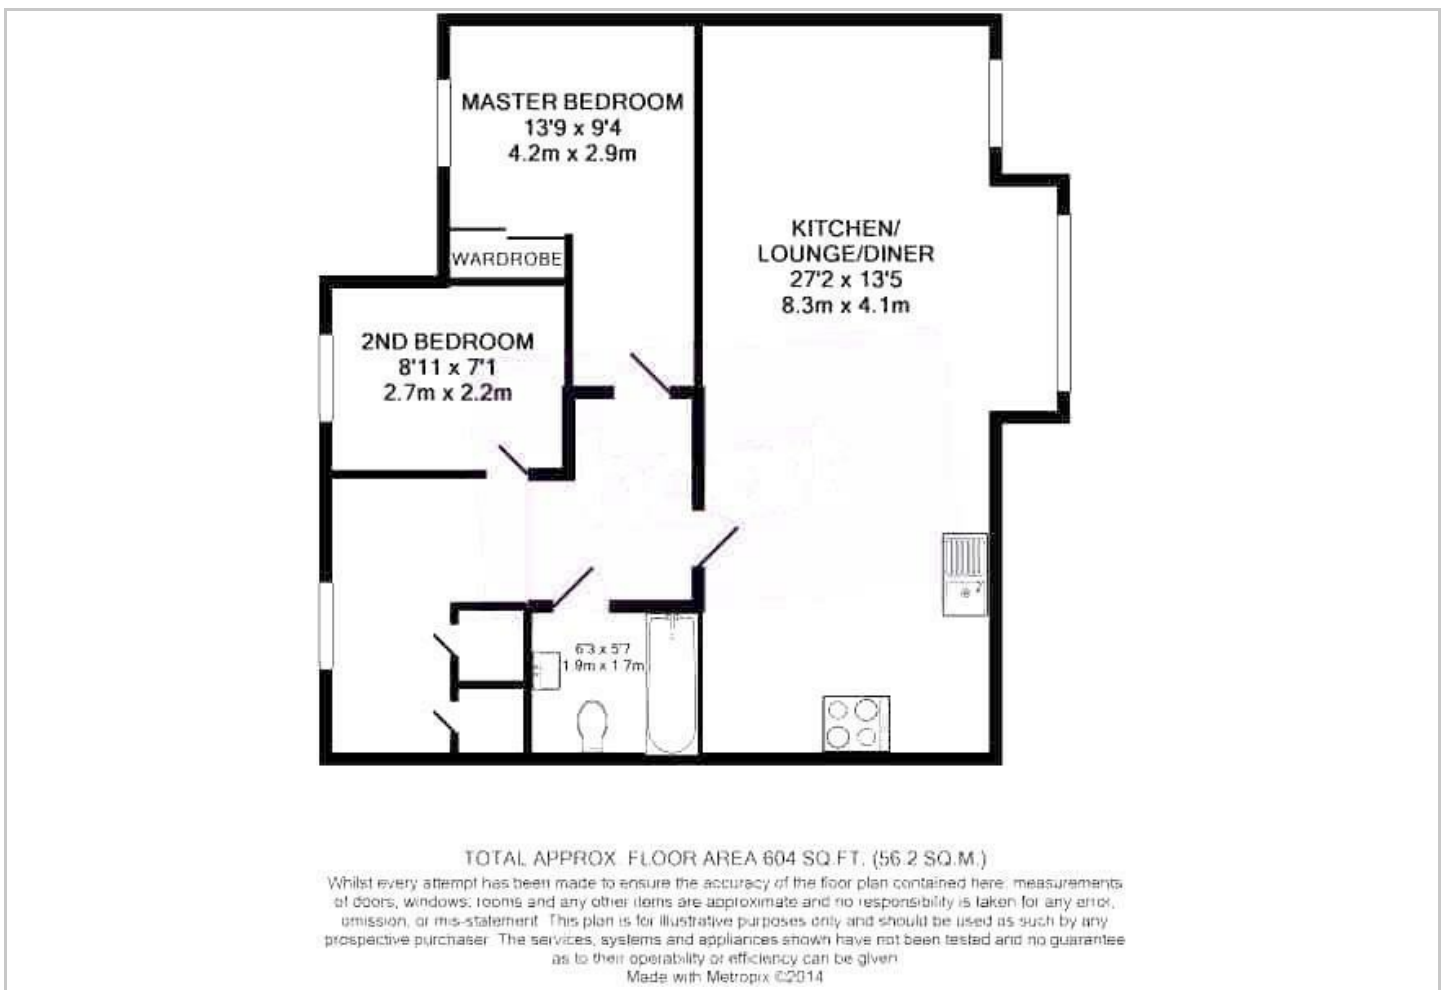 MASTER BEDROOM
13'9 x 9'4
4.2m x 2.9m
WARDROBE
KITCHEN/
LOUNGE/DINER
27'2 x 13'5
8.3m x 4.1m
2ND BEDROOM
8'11 x 7'1
2.7m x 2.2m
6'3 x 5'7
1.9m x 1.7m
TOTAL APPROX. FLOOR AREA 604 SQ.FT. (56.2 SQ.M.)
Whilst every attempt has been made to ensure the accuracy of the floor plan contained here, measurements
of doors, windows, rooms and any other items are approximate and no responsibility is taken for any error,
omission, or mis-statement. This plan is for illustrative purposes only and should be used as such by any
prospective purchaser. The services, systems and appliances shown have not been tested and no guarantee
as to their operability or efficiency can be given
Made with Metropix ©2014